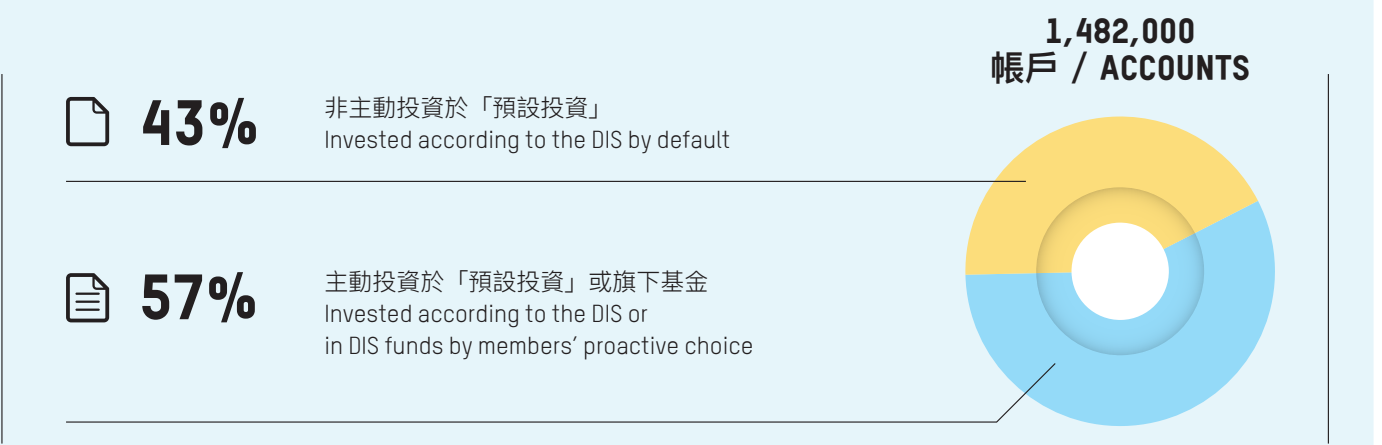 1,482,000
帳戶 / ACCOUNTS
43%
非主動投資於「預設投資」
Invested according to the DIS by default
57%
主動投資於「預設投資」或旗下基金
Invested according to the DIS or
in DIS funds by members’ proactive choice